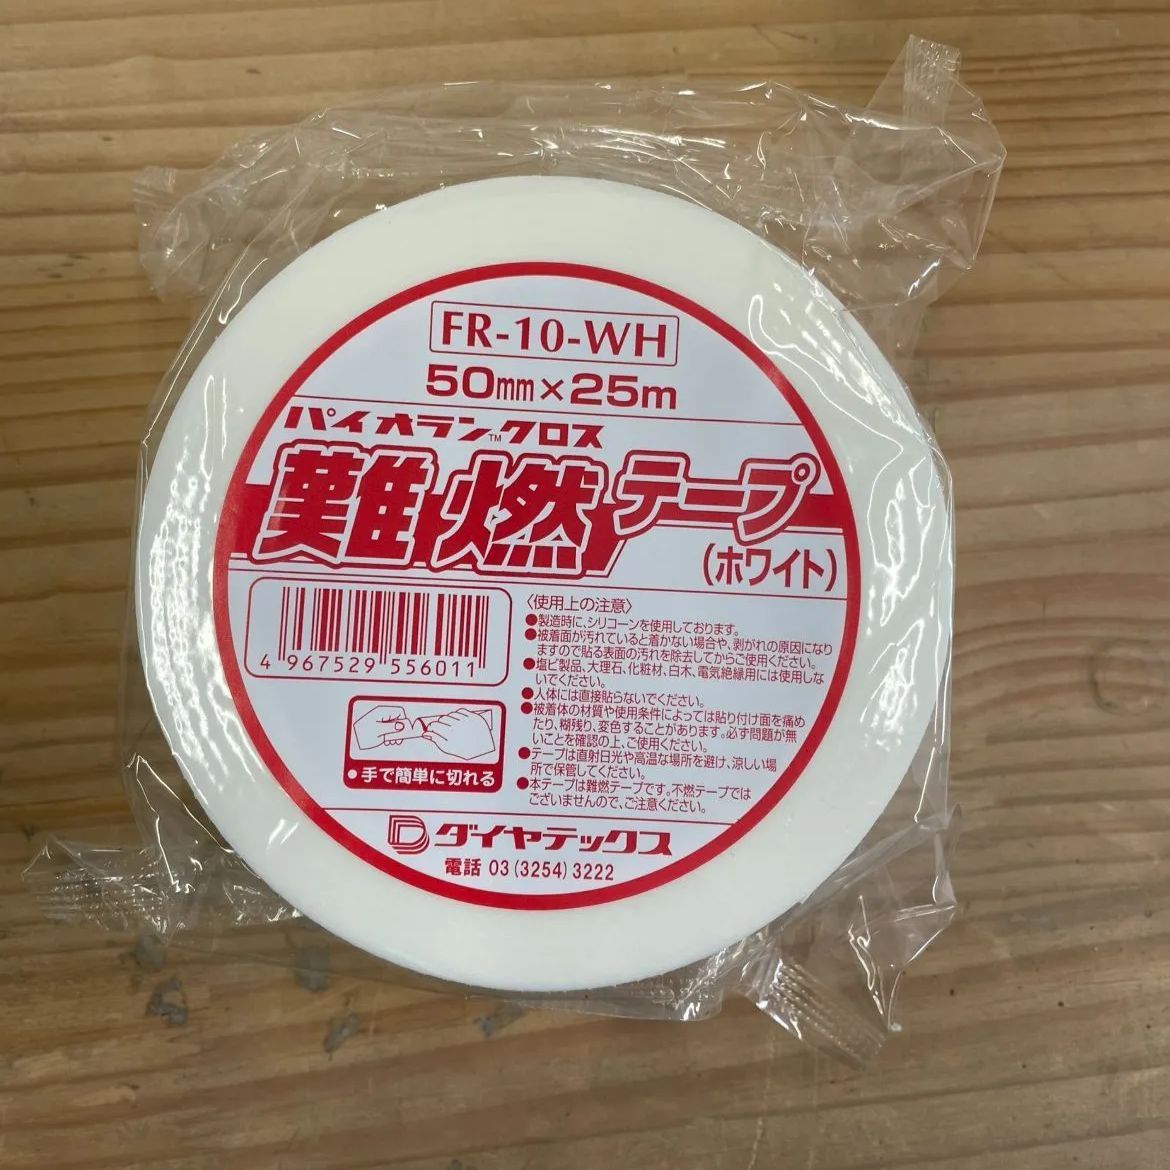 FR-10-WH
50mm×25m
パイオラン™クロス
難燃テープ
(ホワイト)
〈使用上の注意〉
●製造時に、シリコーンを使用しております。
●被着面が汚れていると着かない場合や、剥がれの原因になり
ますので貼る表面の汚れを除去してからご使用ください。
●塩ビ製品、大理石、化粧材、白木、電気絶縁用には使用しな
いでください。
●人体には直接貼らないでください。
●被着体の材質や使用条件によっては貼り付け面を痛め
たり、糊残り、変色することがあります。必ず問題が無
いことを確認の上、ご使用ください。
●テープは直射日光や高温な場所を避け、涼しい場
所で保管してください。
●本テープは難燃テープです。不燃テープでは
ございませんので、ご注意ください。
4 967529 556011
●手で簡単に切れる
ダイヤテックス
電話 03(3254)3222